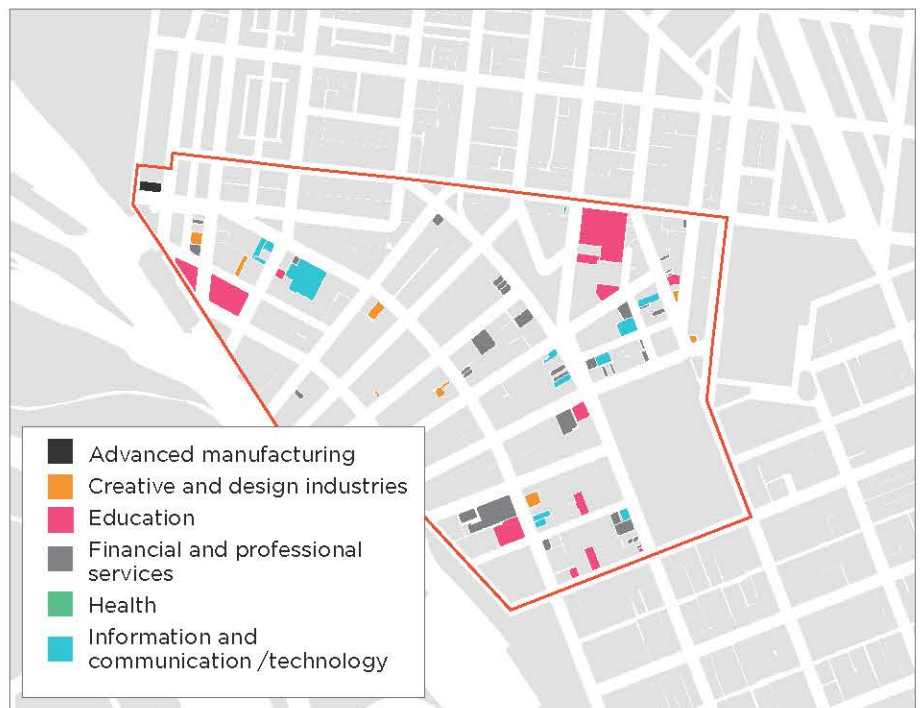 Advanced manufacturing
Creative and design industries
Education
Financial and professional
services
Health
Information and
communication /technology